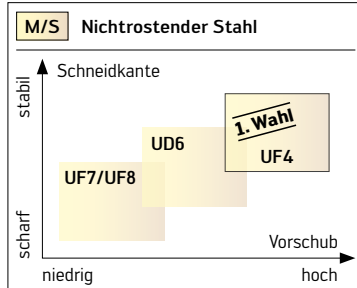 M/S Nichtrostender Stahl
Schneidkante
stabil
1. Wahl
UD6
UF4
UF7/UF8
scharf
Vorschub
niedrig hoch